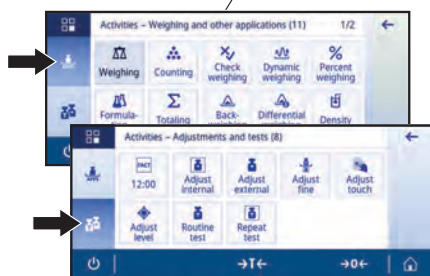 Activities – Weighing and other applications (11) 1/2
Weighing Counting Check weighing Dynamic weighing Percent weighing
Formula- Totaling Back- Differential Density
Activities – Adjustments and tests (8)
FACT 12:00 Adjust internal Adjust external Adjust fine Adjust touch
Adjust level Routine test Repeat test
→T← →0←